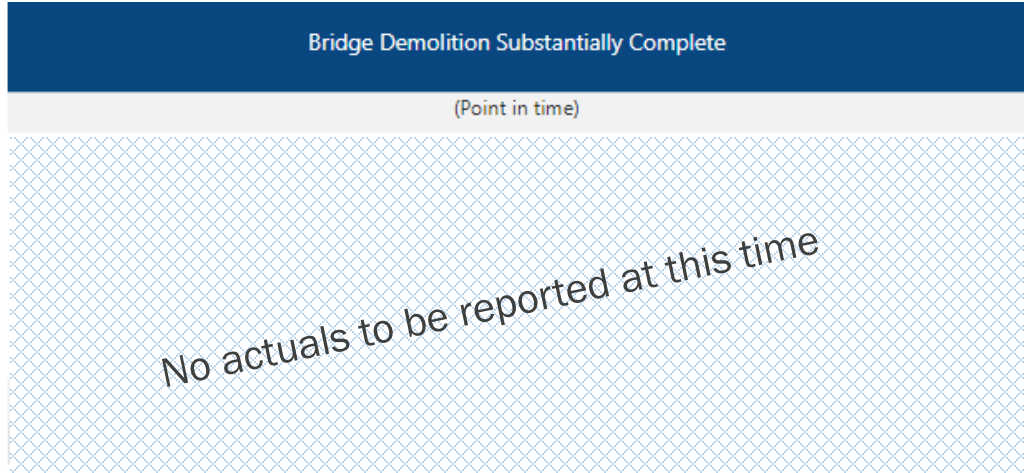 Bridge Demolition Substantially Complete
(Point in time)
No actuals to be reported at this time